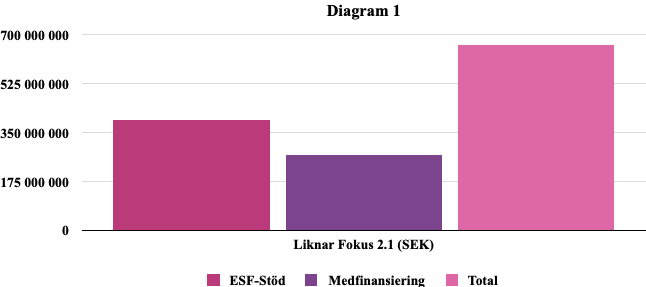 Diagram 1
700 000 000
525 000 000
350 000 000
175 000 000
0
Liknar Fokus 2.1 (SEK)
ESF-Stöd Medfinansiering Total